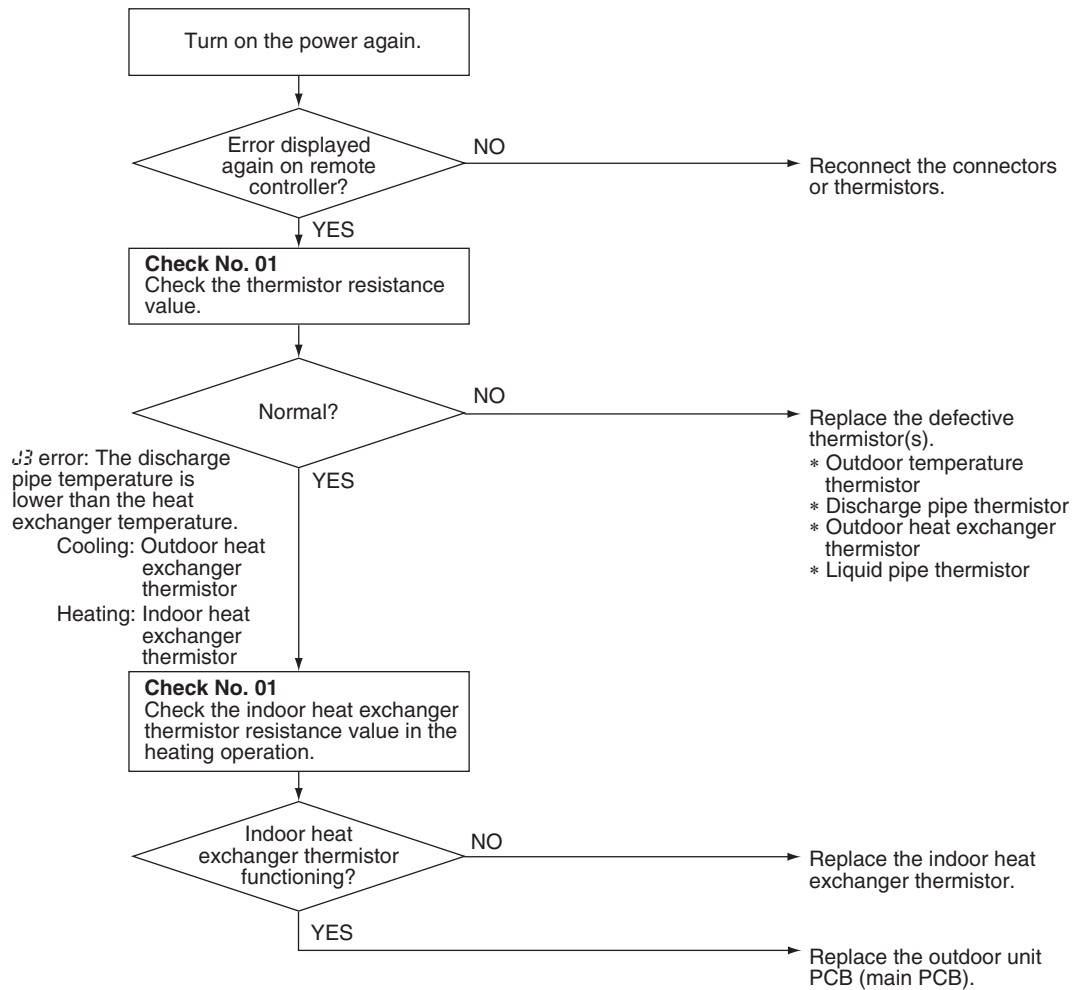 Turn on the power again.
Error displayed
again on remote
controller?
NO
Reconnect the connectors
or thermistors.
YES
Check No. 01
Check the thermistor resistance
value.
Normal?
NO
Replace the defective
thermistor(s).
* Outdoor temperature
thermistor
* Discharge pipe thermistor
* Outdoor heat exchanger
thermistor
* Liquid pipe thermistor
YES
J3 error: The discharge
pipe temperature is
lower than the heat
exchanger temperature.
Cooling: Outdoor heat
exchanger
thermistor
Heating: Indoor heat
exchanger
thermistor
Check No. 01
Check the indoor heat exchanger
thermistor resistance value in the
heating operation.
Indoor heat
exchanger thermistor
functioning?
NO
Replace the indoor heat
exchanger thermistor.
YES
Replace the outdoor unit
PCB (main PCB).